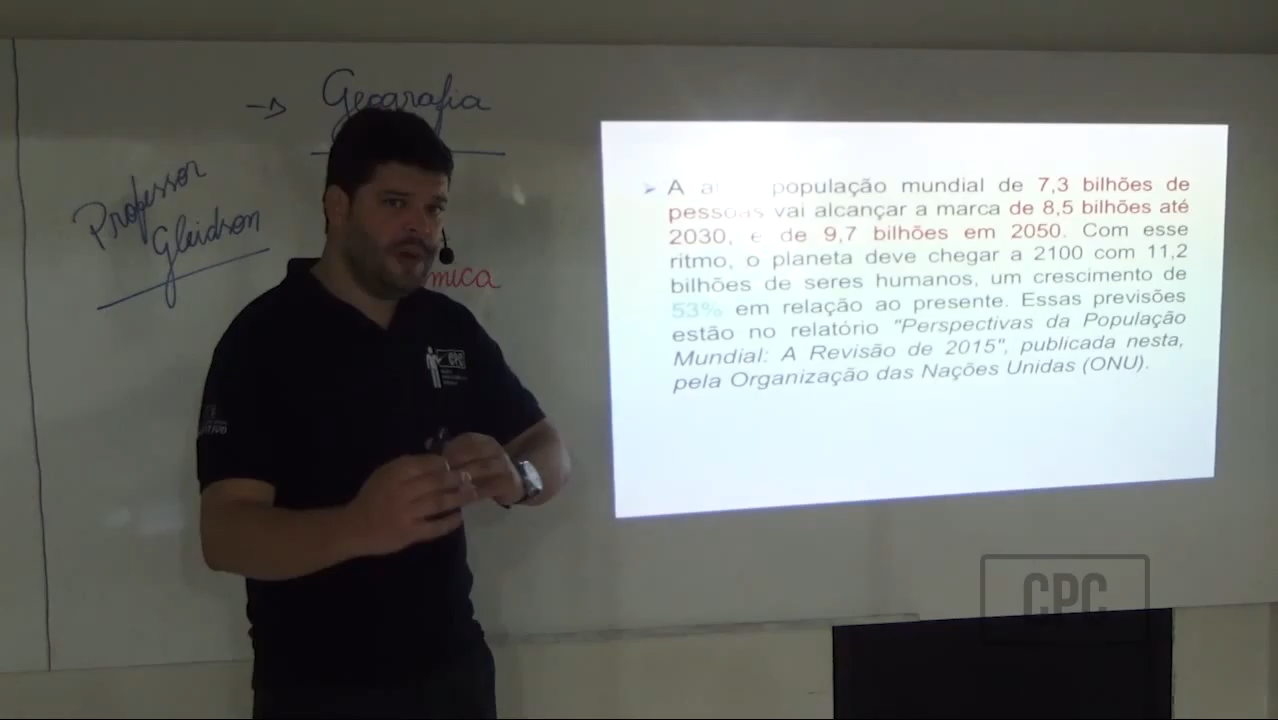 → Geografia
Professor
Gleidson
mica
A a população mundial de 7,3 bilhões de
pessoas vai alcançar a marca de 8,5 bilhões até
2030, e de 9,7 bilhões em 2050. Com esse
ritmo, o planeta deve chegar a 2100 com 11,2
bilhões de seres humanos, um crescimento de
53% em relação ao presente. Essas previsões
estão no relatório "Perspectivas da População
Mundial: A Revisão de 2015", publicada nesta,
pela Organização das Nações Unidas (ONU).
CPC
CPC